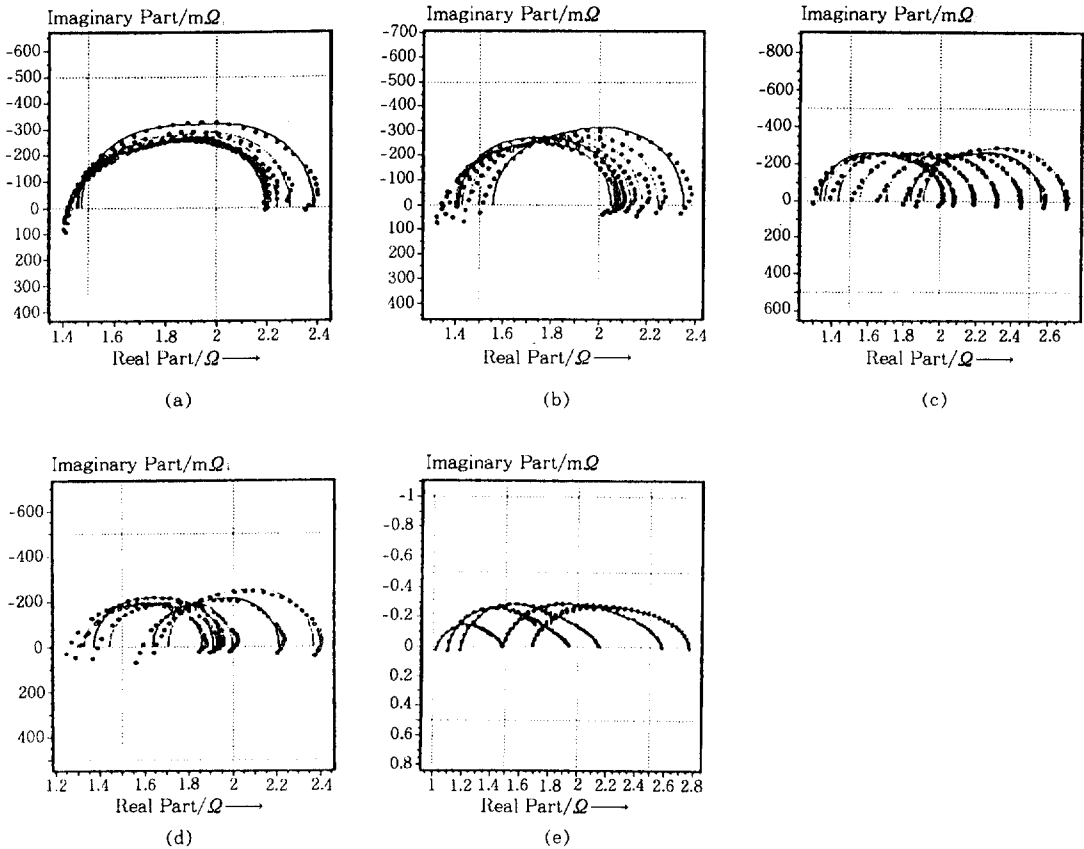 Imaginary Part/mΩ
-600
-500
-400
-300
-200
-100
0
100
200
300
400
1.4 1.6 1.8 2 2.2 2.4
Real Part/Ω
(a)
Imaginary Part/mΩ
-700
-600
-500
-400
-300
-200
-100
0
100
200
300
400
1.4 1.6 1.8 2 2.2 2.4
Real Part/Ω
(b)
Imaginary Part/mΩ
-800
-600
-400
-200
0
200
400
600
1.4 1.6 1.8 2 2.2 2.4 2.6
Real Part/Ω
(c)
Imaginary Part/mΩ
-600
-400
-200
0
200
400
1.2 1.4 1.6 1.8 2 2.2 2.4
Real Part/Ω
(d)
Imaginary Part/mΩ
-1
-0.8
-0.6
-0.4
-0.2
0
0.2
0.4
0.6
0.8
1 1.2 1.4 1.6 1.8 2 2.2 2.4 2.6 2.8
Real Part/Ω
(e)